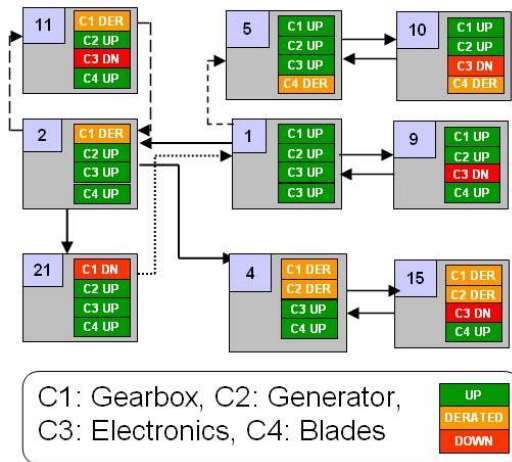 11
C1 DER
C2 UP
C3 DN
C4 UP
5
C1 UP
C2 UP
C3 UP
C4 DER
10
C1 UP
C2 UP
C3 DN
C4 DER
2
C1 DER
C2 UP
C3 UP
C4 UP
1
C1 UP
C2 UP
C3 UP
C3 UP
9
C1 UP
C2 UP
C3 DN
C4 UP
21
C1 DN
C2 UP
C3 UP
C4 UP
4
C1 DER
C2 DER
C3 UP
C4 UP
15
C1 DER
C2 DER
C3 DN
C4 UP
C1: Gearbox, C2: Generator,
C3: Electronics, C4: Blades
UP
DERATED
DOWN